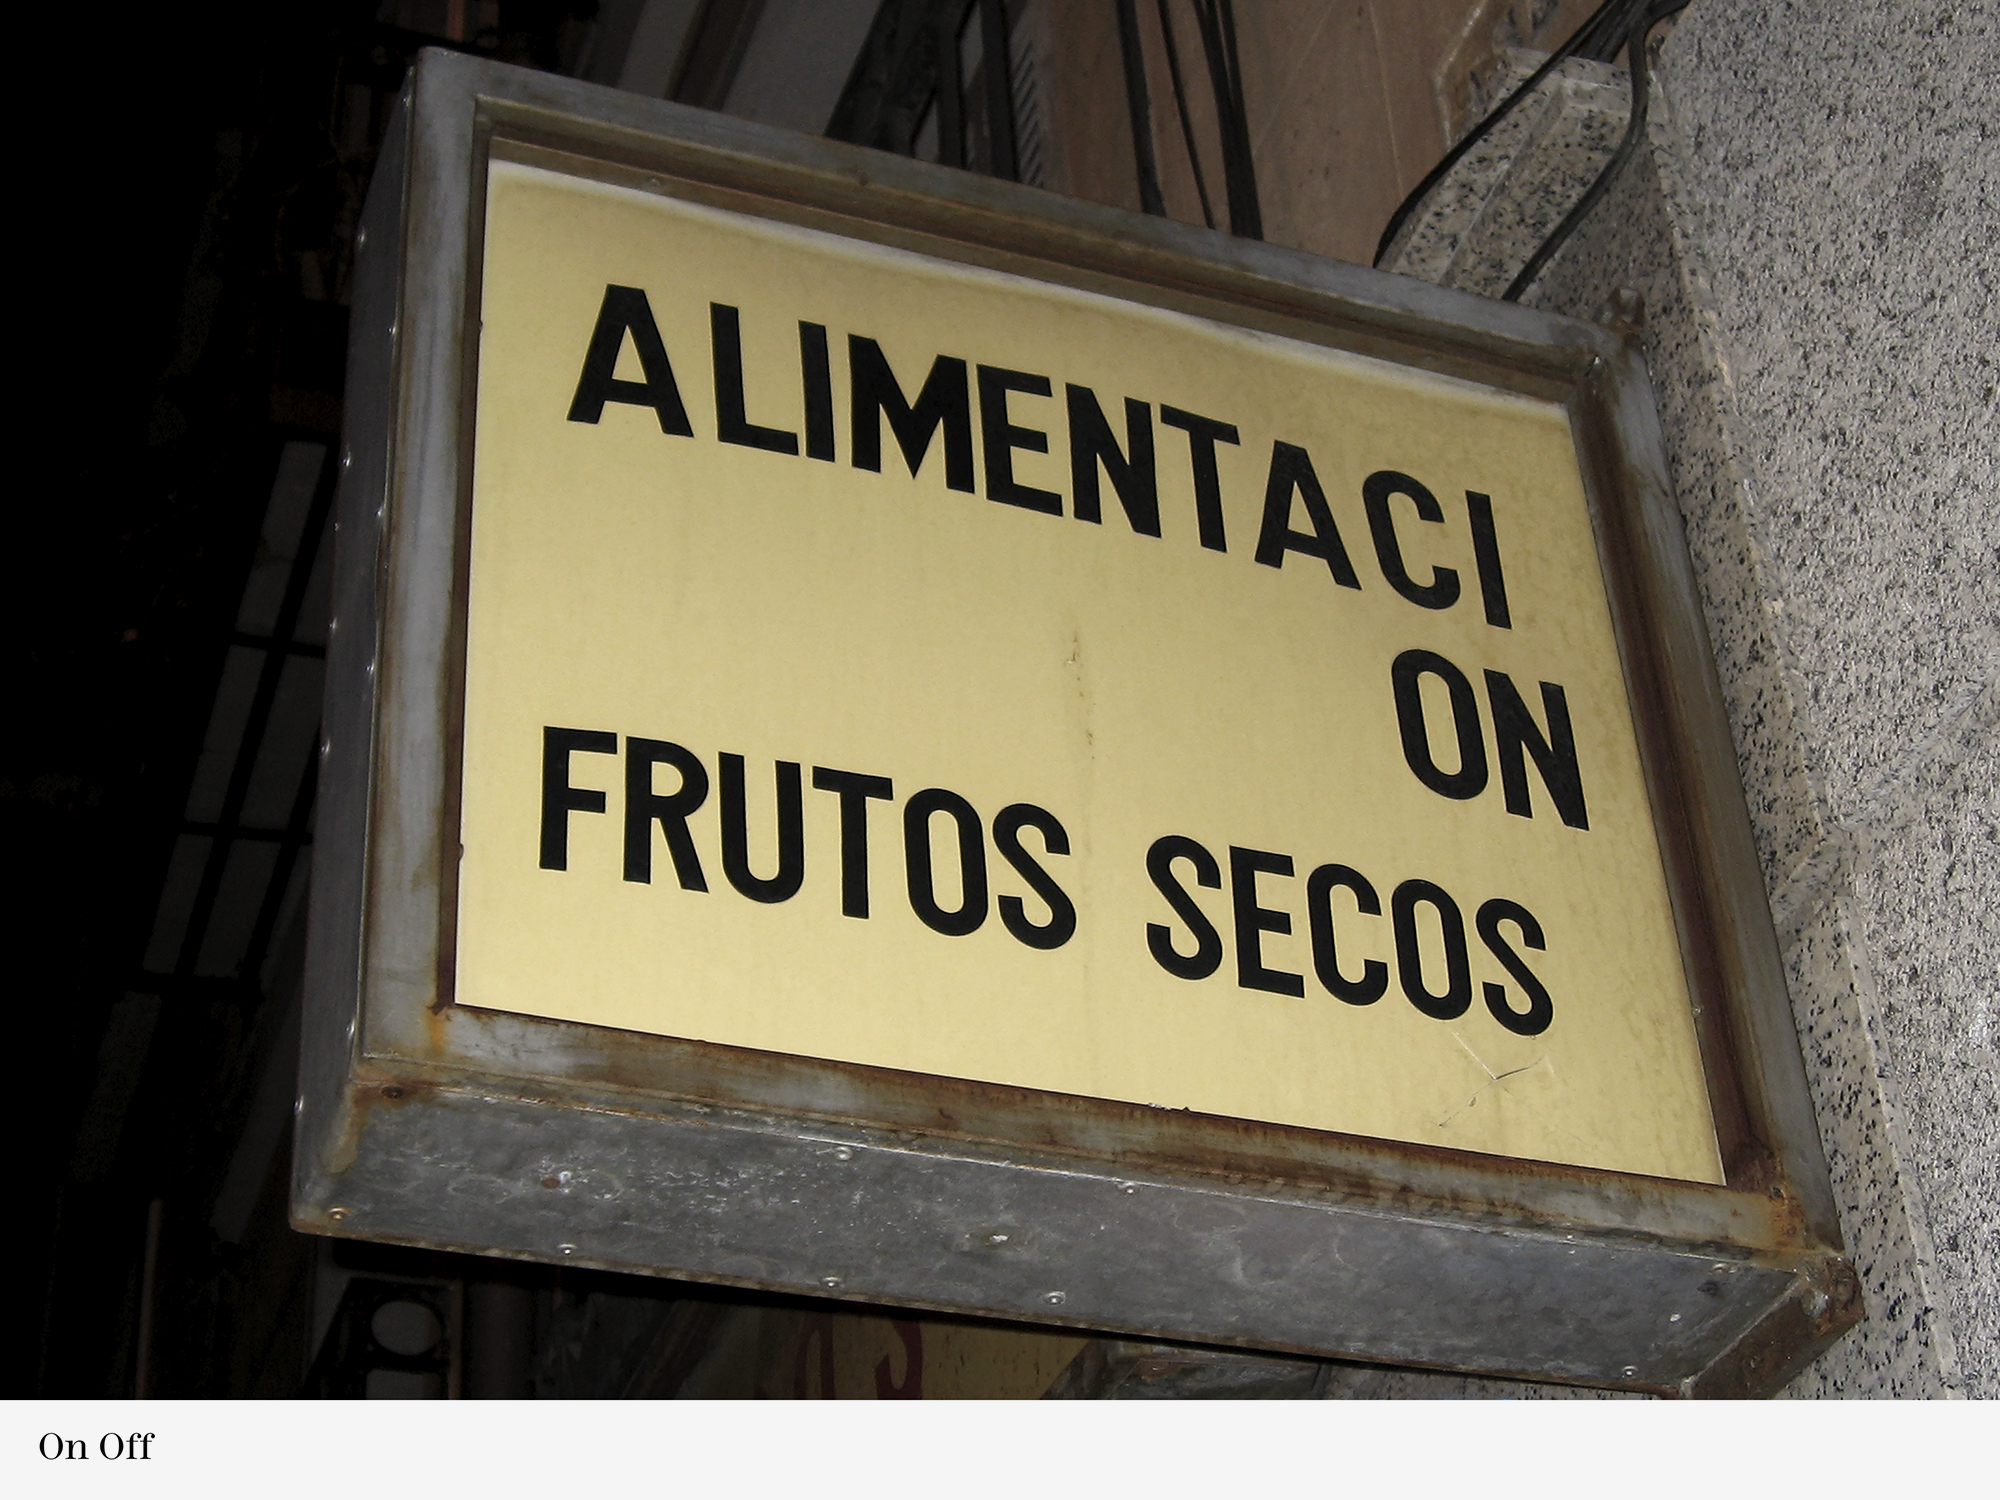 ALIMENTACI
ON
FRUTOS SECOS
On Off